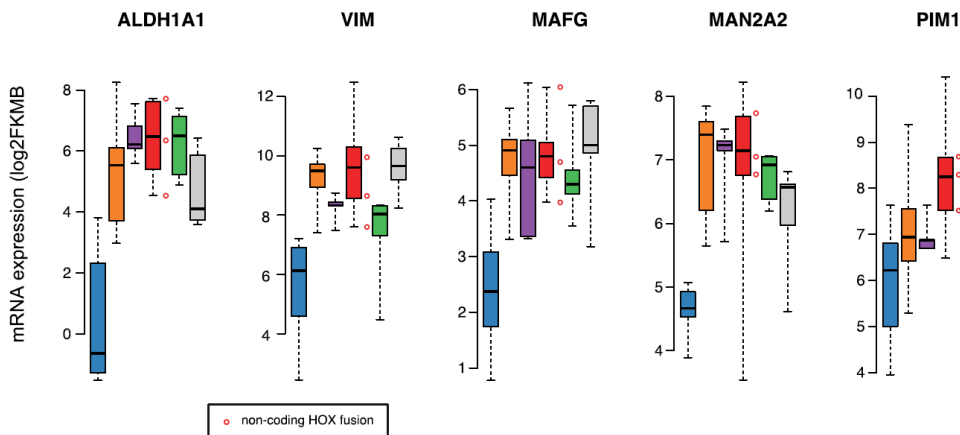 ALDH1A1 VIM MAFG MAN2A2 PIM1
mRNA expression (log2FKMB
8 6 4 2 0
12 10 8 6 4
6 5 4 3 2 1
8 7 6 5 4
10 9 8 7 6 5 4
non-coding HOX fusion